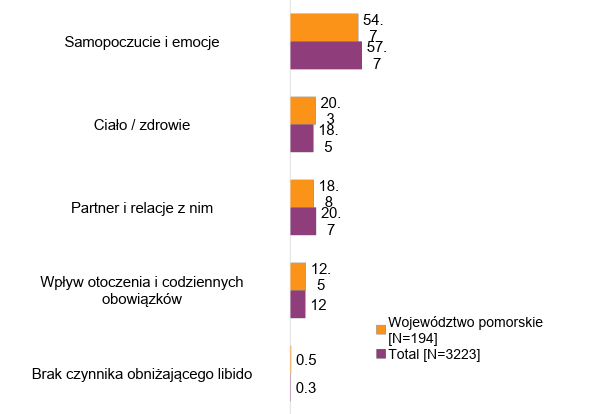 Samopoczucie i emocje
54.
7
57.
7
Ciało / zdrowie
20.
3
18.
5
Partner i relacje z nim
18.
8
20.
7
Wpływ otoczenia i codziennych
obowiązków
12.
5
12
Brak czynnika obniżającego libido
0.5
0.3
Województwo pomorskie
[N=194]
Total [N=3223]